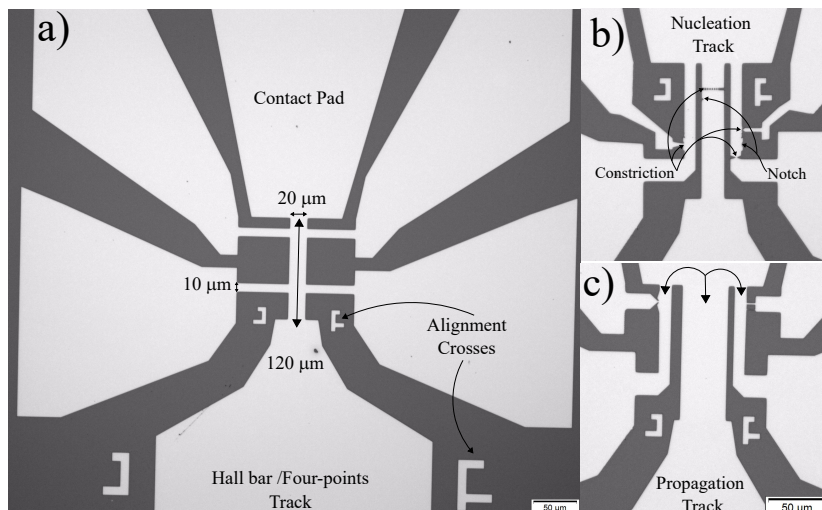 a)
Contact Pad
20 μm
10 μm
Alignment
Crosses
120 μm
Hall bar /Four-points
Track
50 μm
b)
Nucleation
Track
Constriction
Notch
c)
Propagation
Track
50 μm